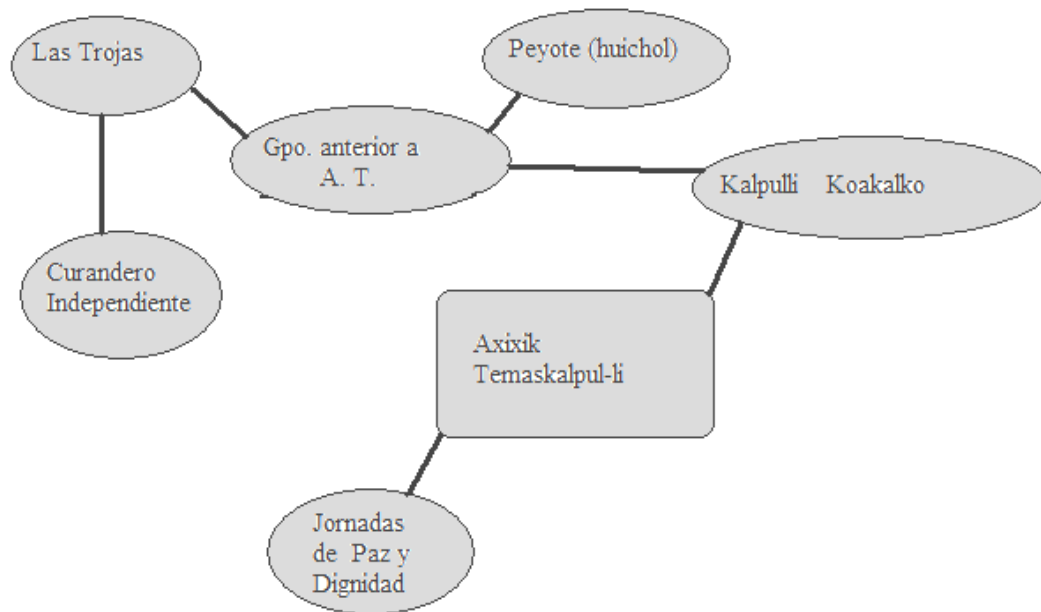 Las Trojas
Peyote (huichol)
Gpo. anterior a
A. T.
Kalpulli Koakalko
Curandero
Independiente
Axixik
Temaskalpul-li
Jornadas
de Paz y
Dignidad